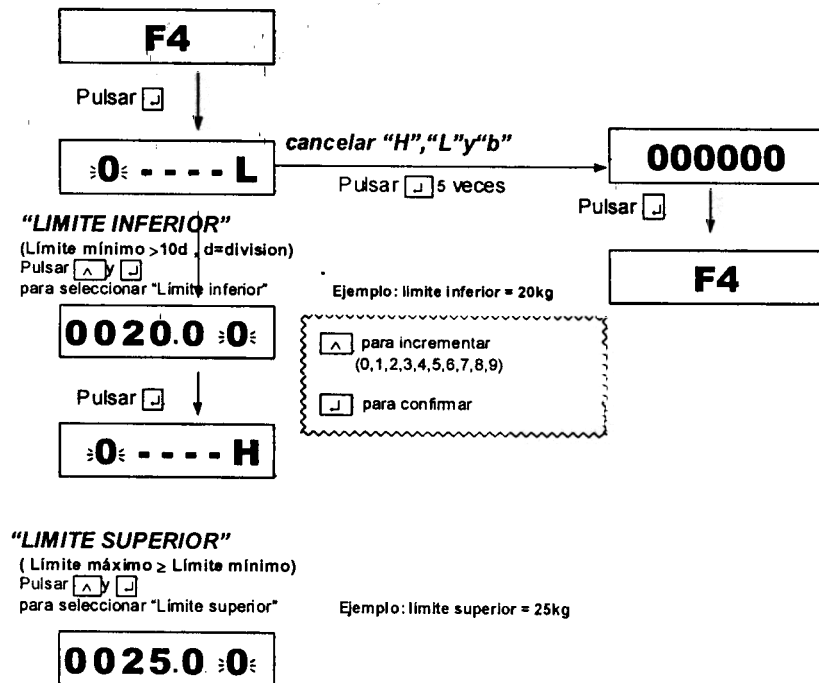 F4
Pulsar ↵
0 - - - - L
cancelar “H”,“L”y“b”
Pulsar ↵ 5 veces
000000
Pulsar ↵
F4
“LIMITE INFERIOR”
(Límite mínimo >10d , d=division)
Pulsar ^ y ↵
para seleccionar “Límite inferior”
Ejemplo: limite inferior = 20kg
0020.0 0
^ para incrementar
(0,1,2,3,4,5,6,7,8,9)
↵ para confirmar
Pulsar ↵
0 - - - - H
“LIMITE SUPERIOR”
( Límite máximo ≥ Límite mínimo)
Pulsar ^ y ↵
para seleccionar “Límite superior”
Ejemplo: límite superior = 25kg
0025.0 0